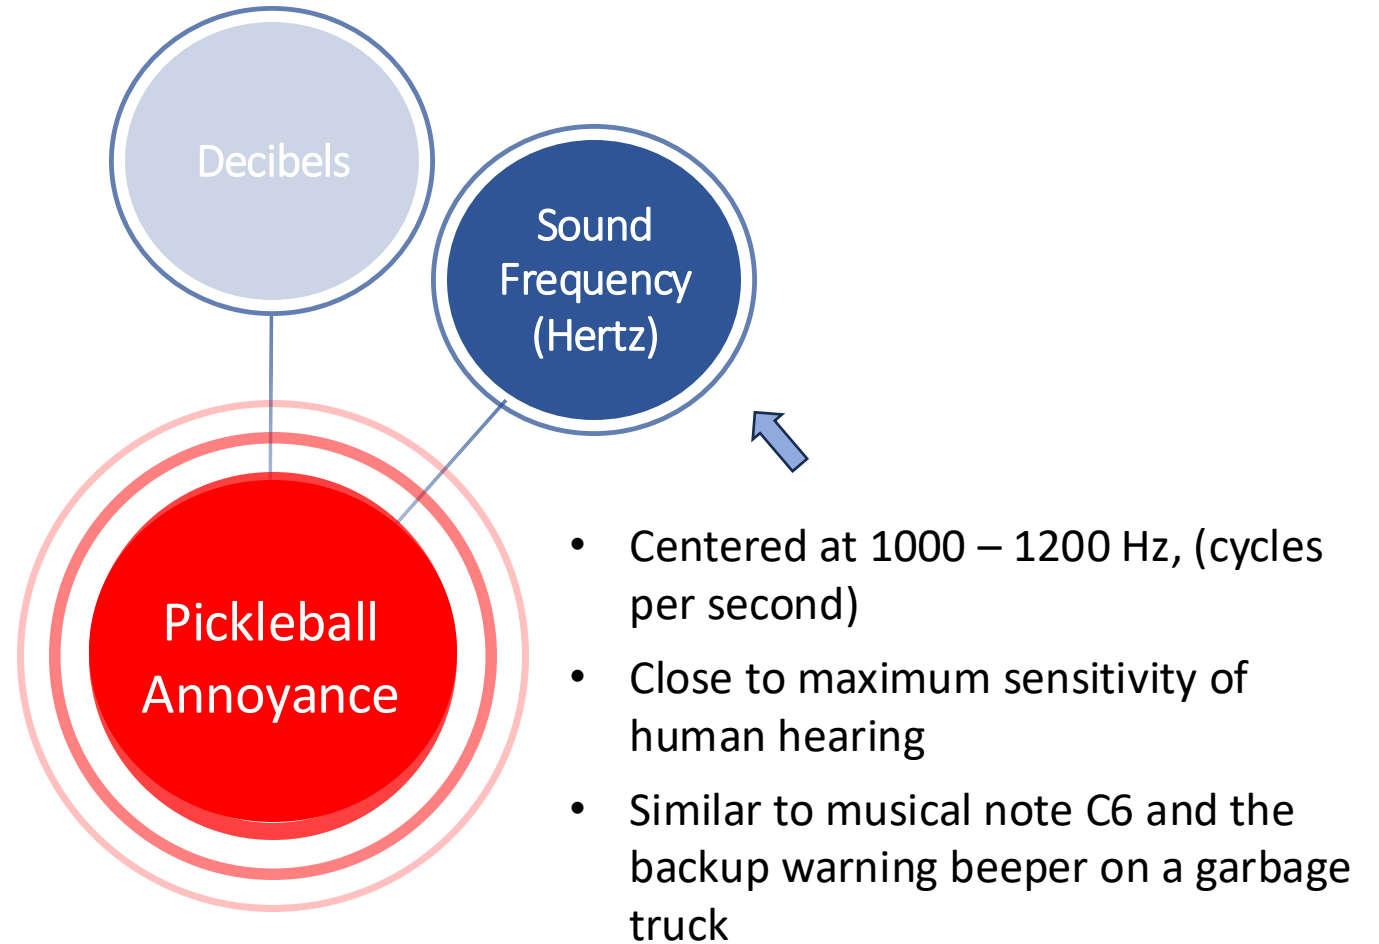 Decibels
Sound
Frequency
(Hertz)
Pickleball
Annoyance
• Centered at 1000 – 1200 Hz, (cycles
per second)
• Close to maximum sensitivity of
human hearing
• Similar to musical note C6 and the
backup warning beeper on a garbage
truck